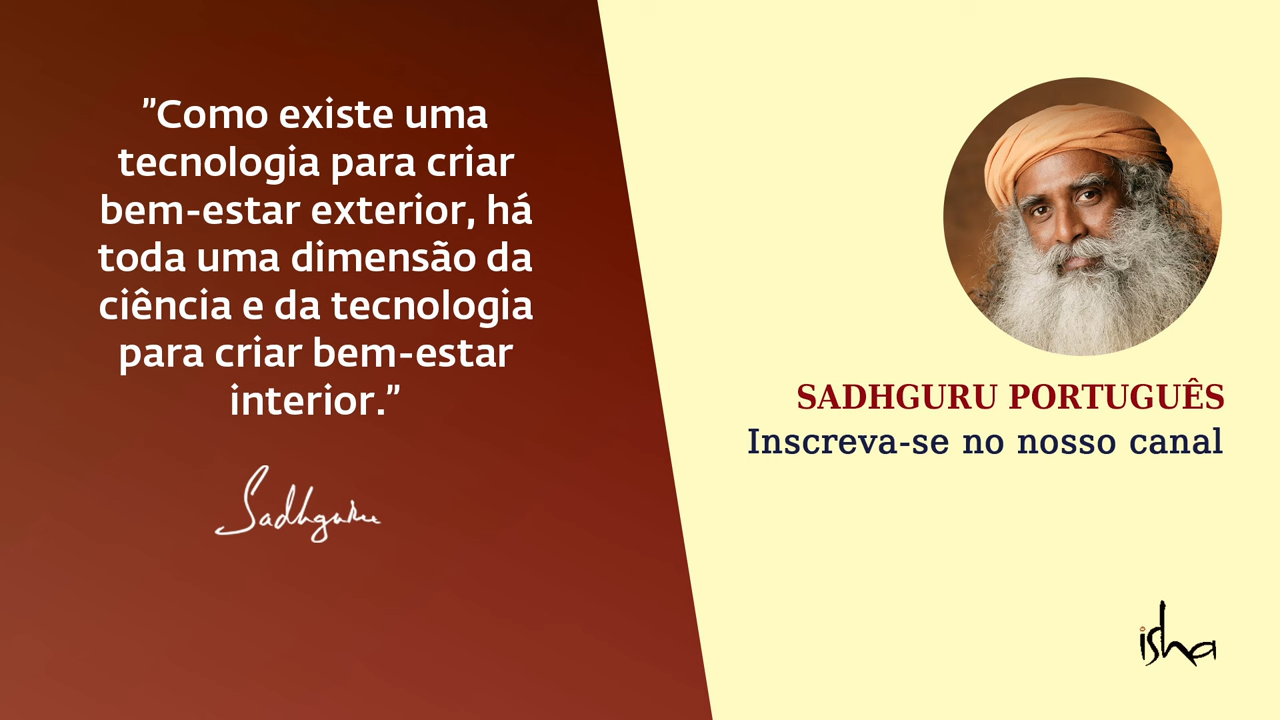 ”Como existe uma
tecnologia para criar
bem-estar exterior, há
toda uma dimensão da
ciência e da tecnologia
para criar bem-estar
interior.”
Sadhguru
SADHGURU PORTUGUÊS
Inscreva-se no nosso canal
isha